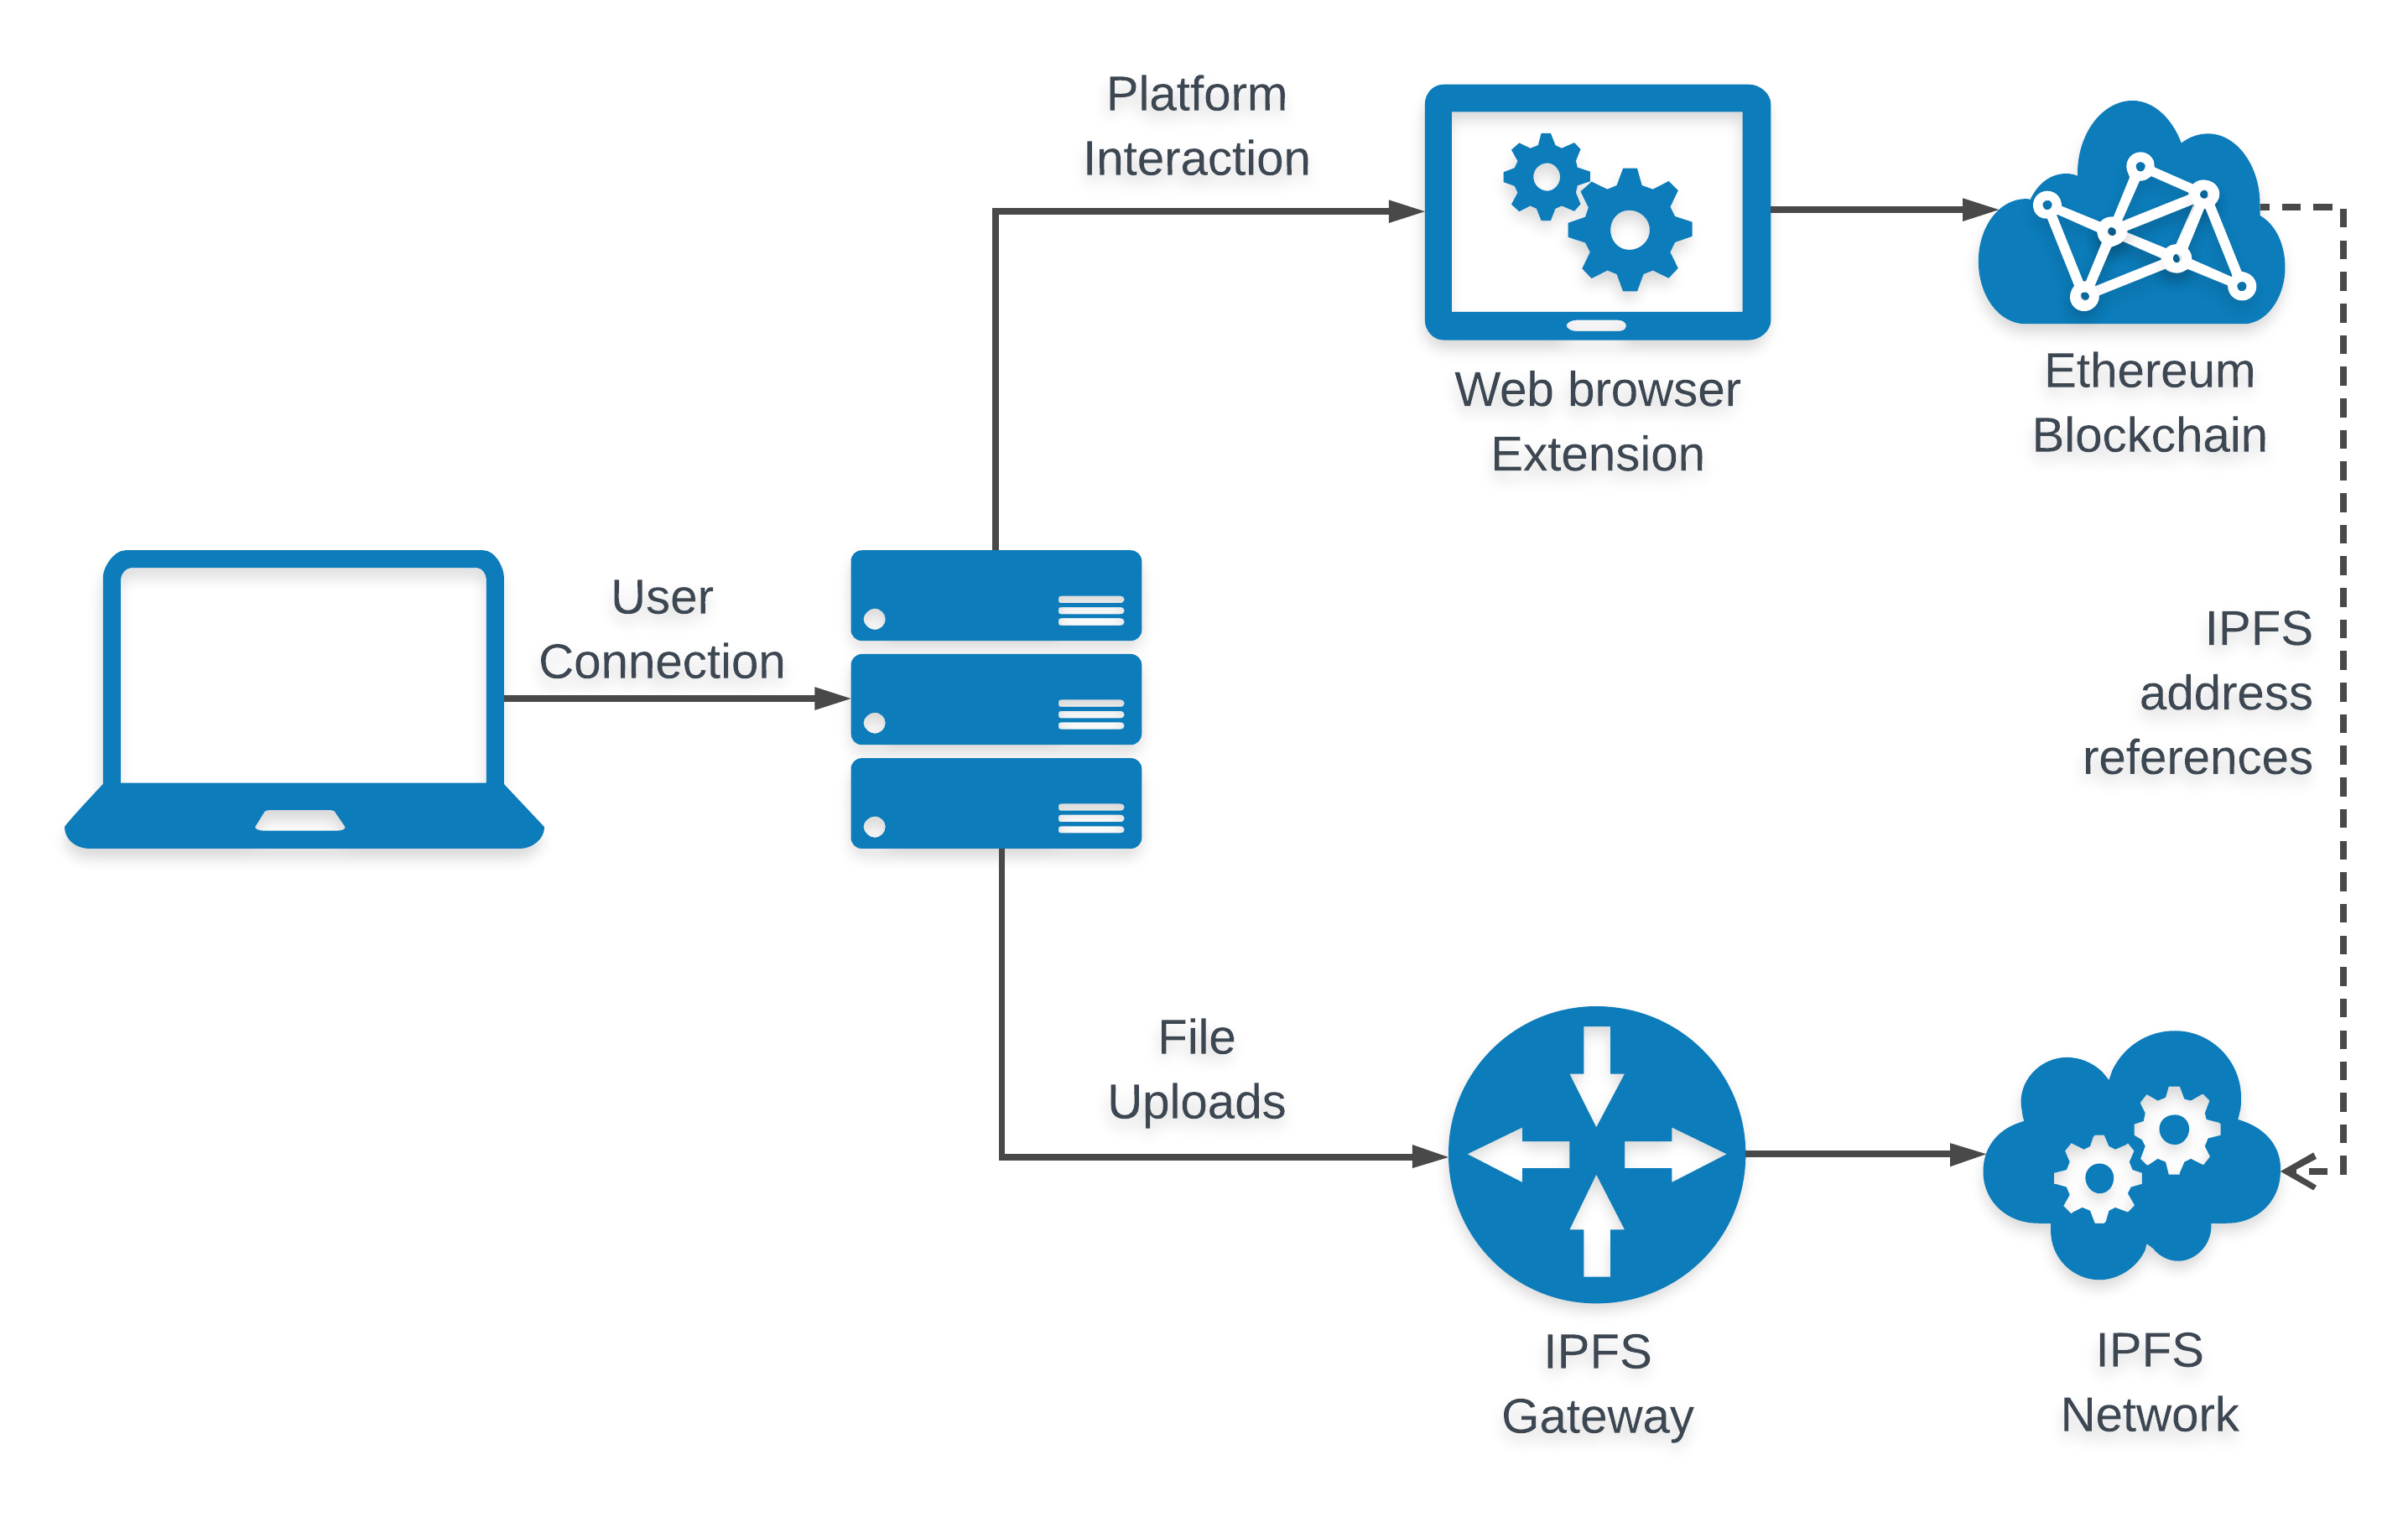 Platform
Interaction
Web browser
Extension
Ethereum
Blockchain
User
Connection
IPFS
address
references
File
Uploads
IPFS
Gateway
IPFS
Network